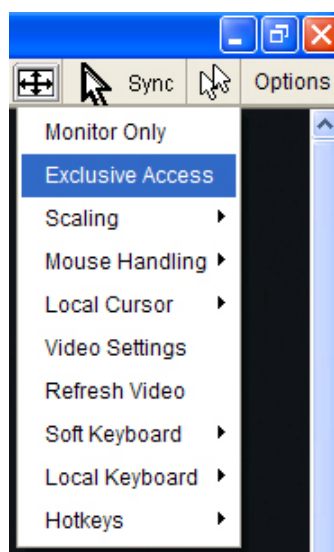 Sync Options
Monitor Only
Exclusive Access
Scaling
Mouse Handling
Local Cursor
Video Settings
Refresh Video
Soft Keyboard
Local Keyboard
Hotkeys